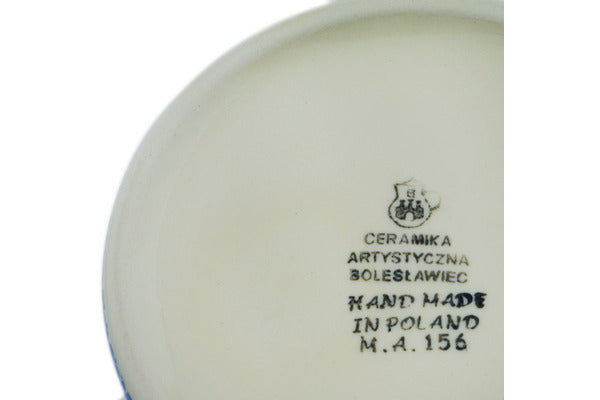 B
CERAMIKA
ARTYSTYCZNA
BOLESŁAWIEC
HAND MADE
IN POLAND
M.A. 156